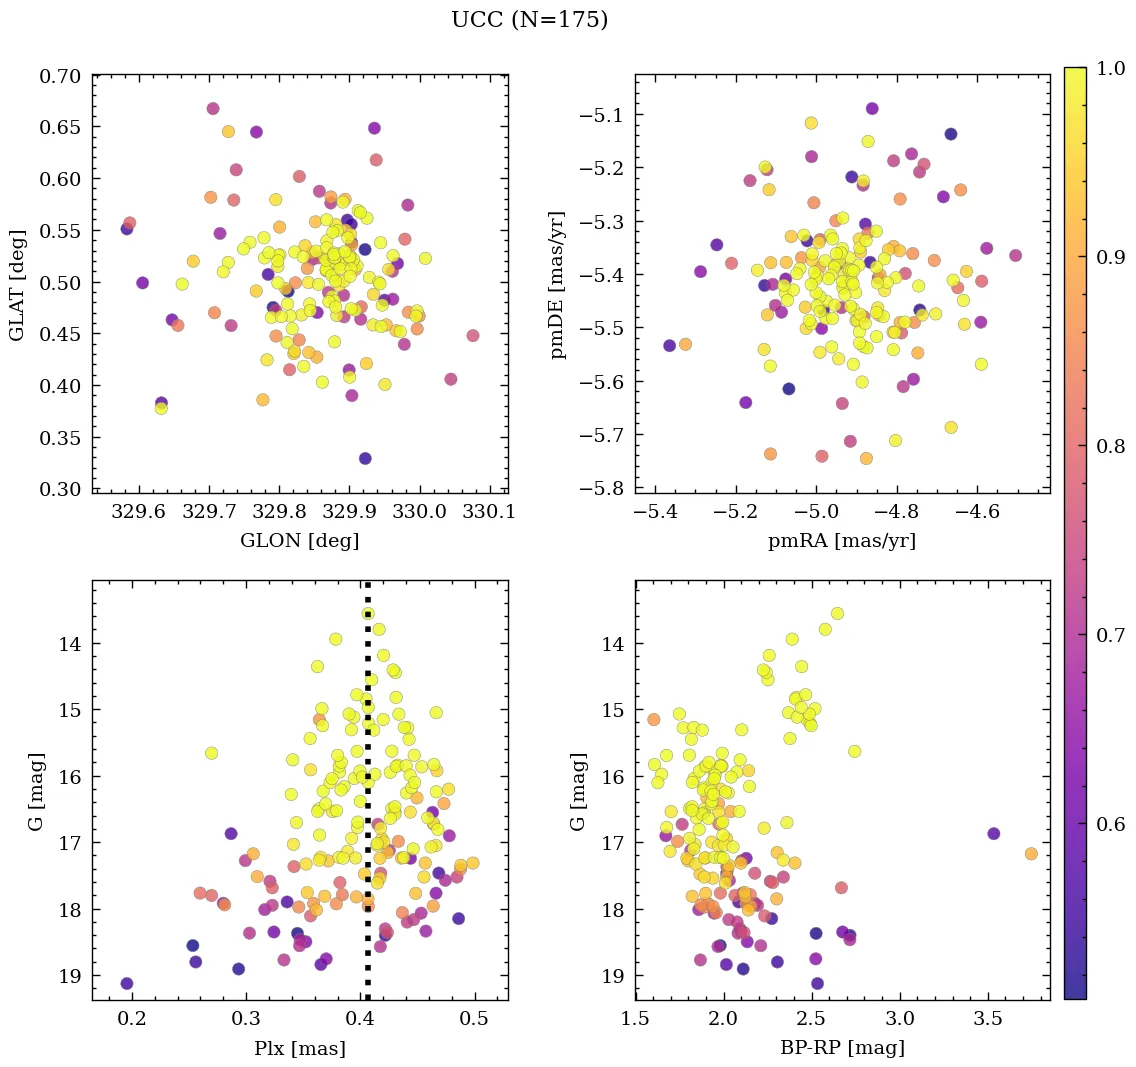 UCC (N=175)
0.70
0.65
0.60
0.55
0.50
0.45
0.40
0.35
0.30
GLAT [deg]
329.6 329.7 329.8 329.9 330.0 330.1
GLON [deg]
−5.1
−5.2
−5.3
−5.4
−5.5
−5.6
−5.7
−5.8
pmDE [mas/yr]
−5.4 −5.2 −5.0 −4.8 −4.6
pmRA [mas/yr]
1.0
0.9
0.8
0.7
0.6
14
15
16
17
18
19
G [mag]
0.2 0.3 0.4 0.5
Plx [mas]
14
15
16
17
18
19
G [mag]
1.5 2.0 2.5 3.0 3.5
BP-RP [mag]